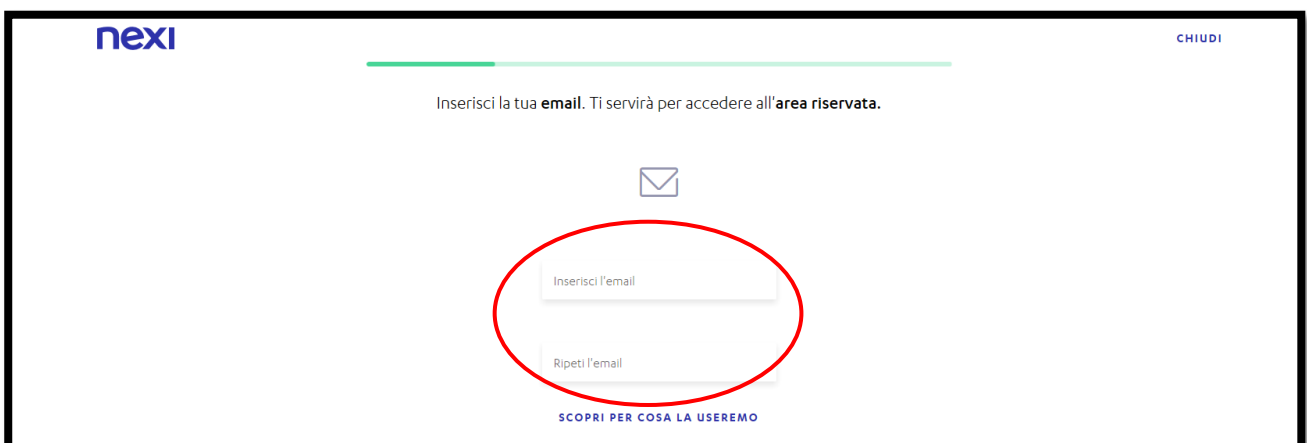 nexi
CHIUDI
Inserisci la tua email. Ti servirà per accedere all'area riservata.
Inserisci l'email
Ripeti l'email
SCOPRI PER COSA LA USEREMO